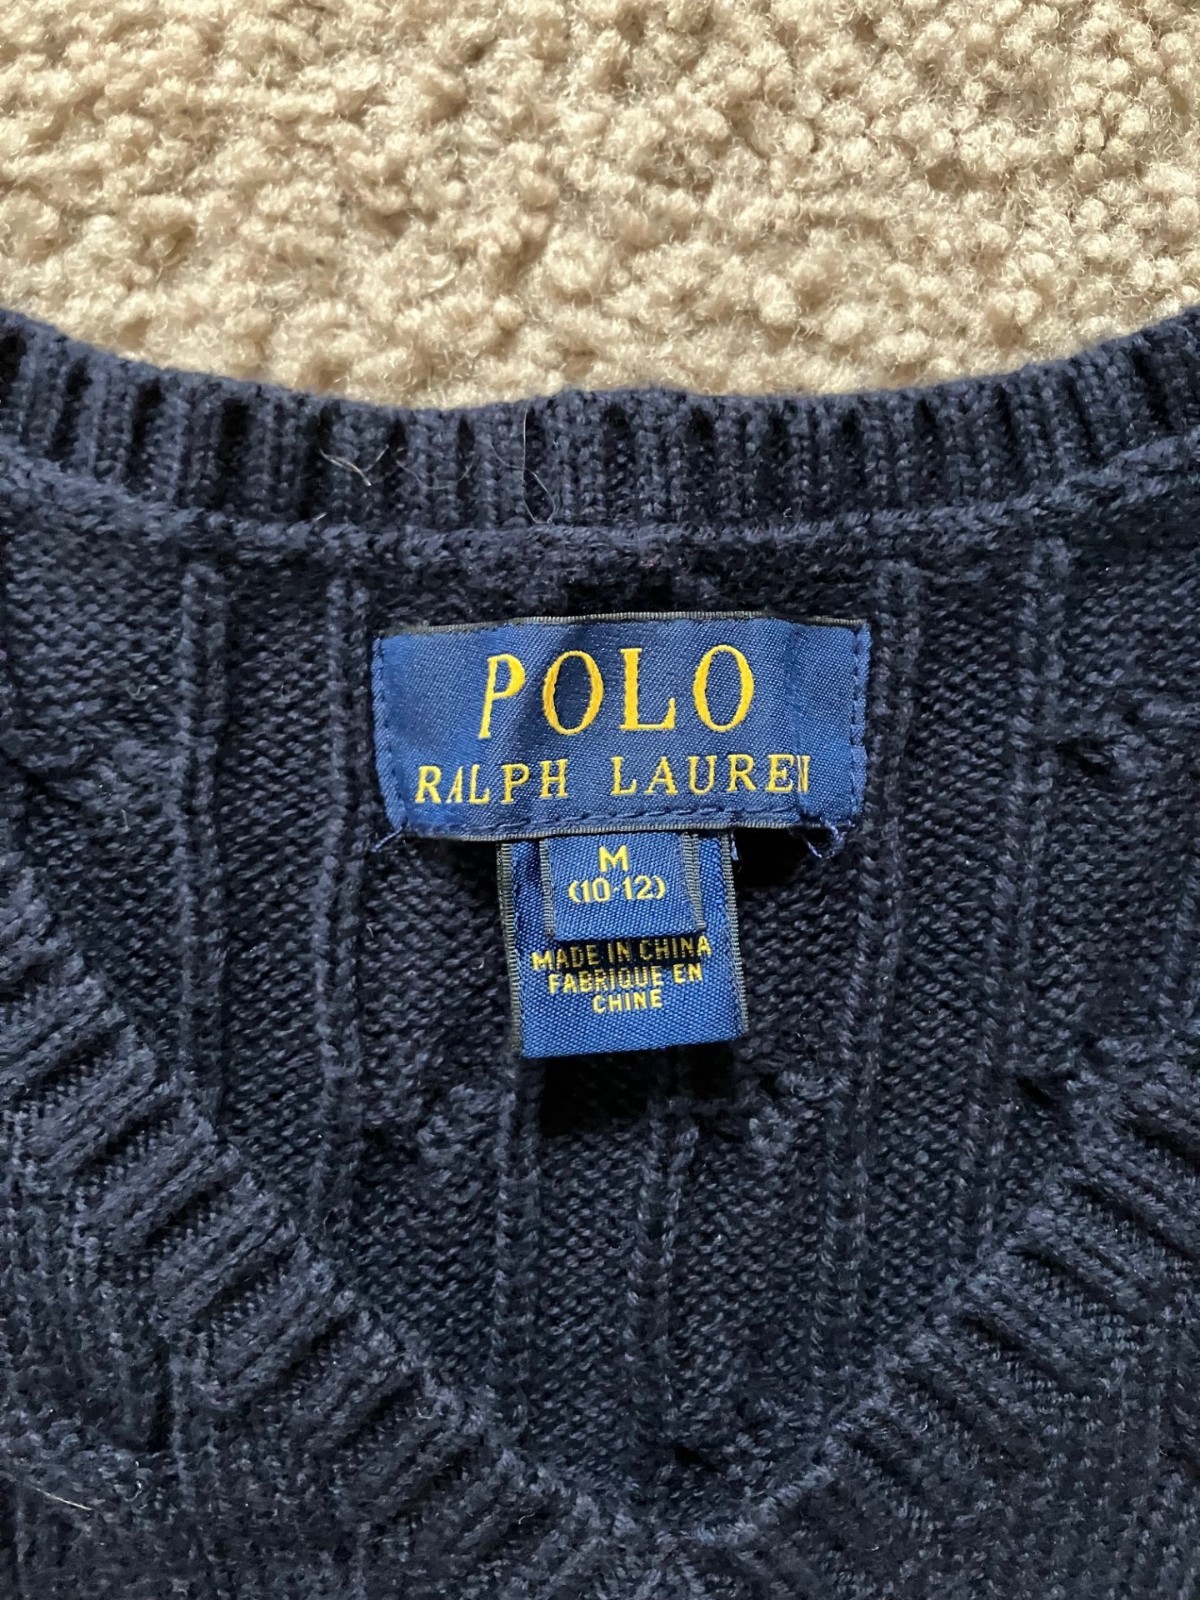 POLO
RALPH LAUREN
M
(10-12)
MADE IN CHINA
FABRIQUE EN
CHINE